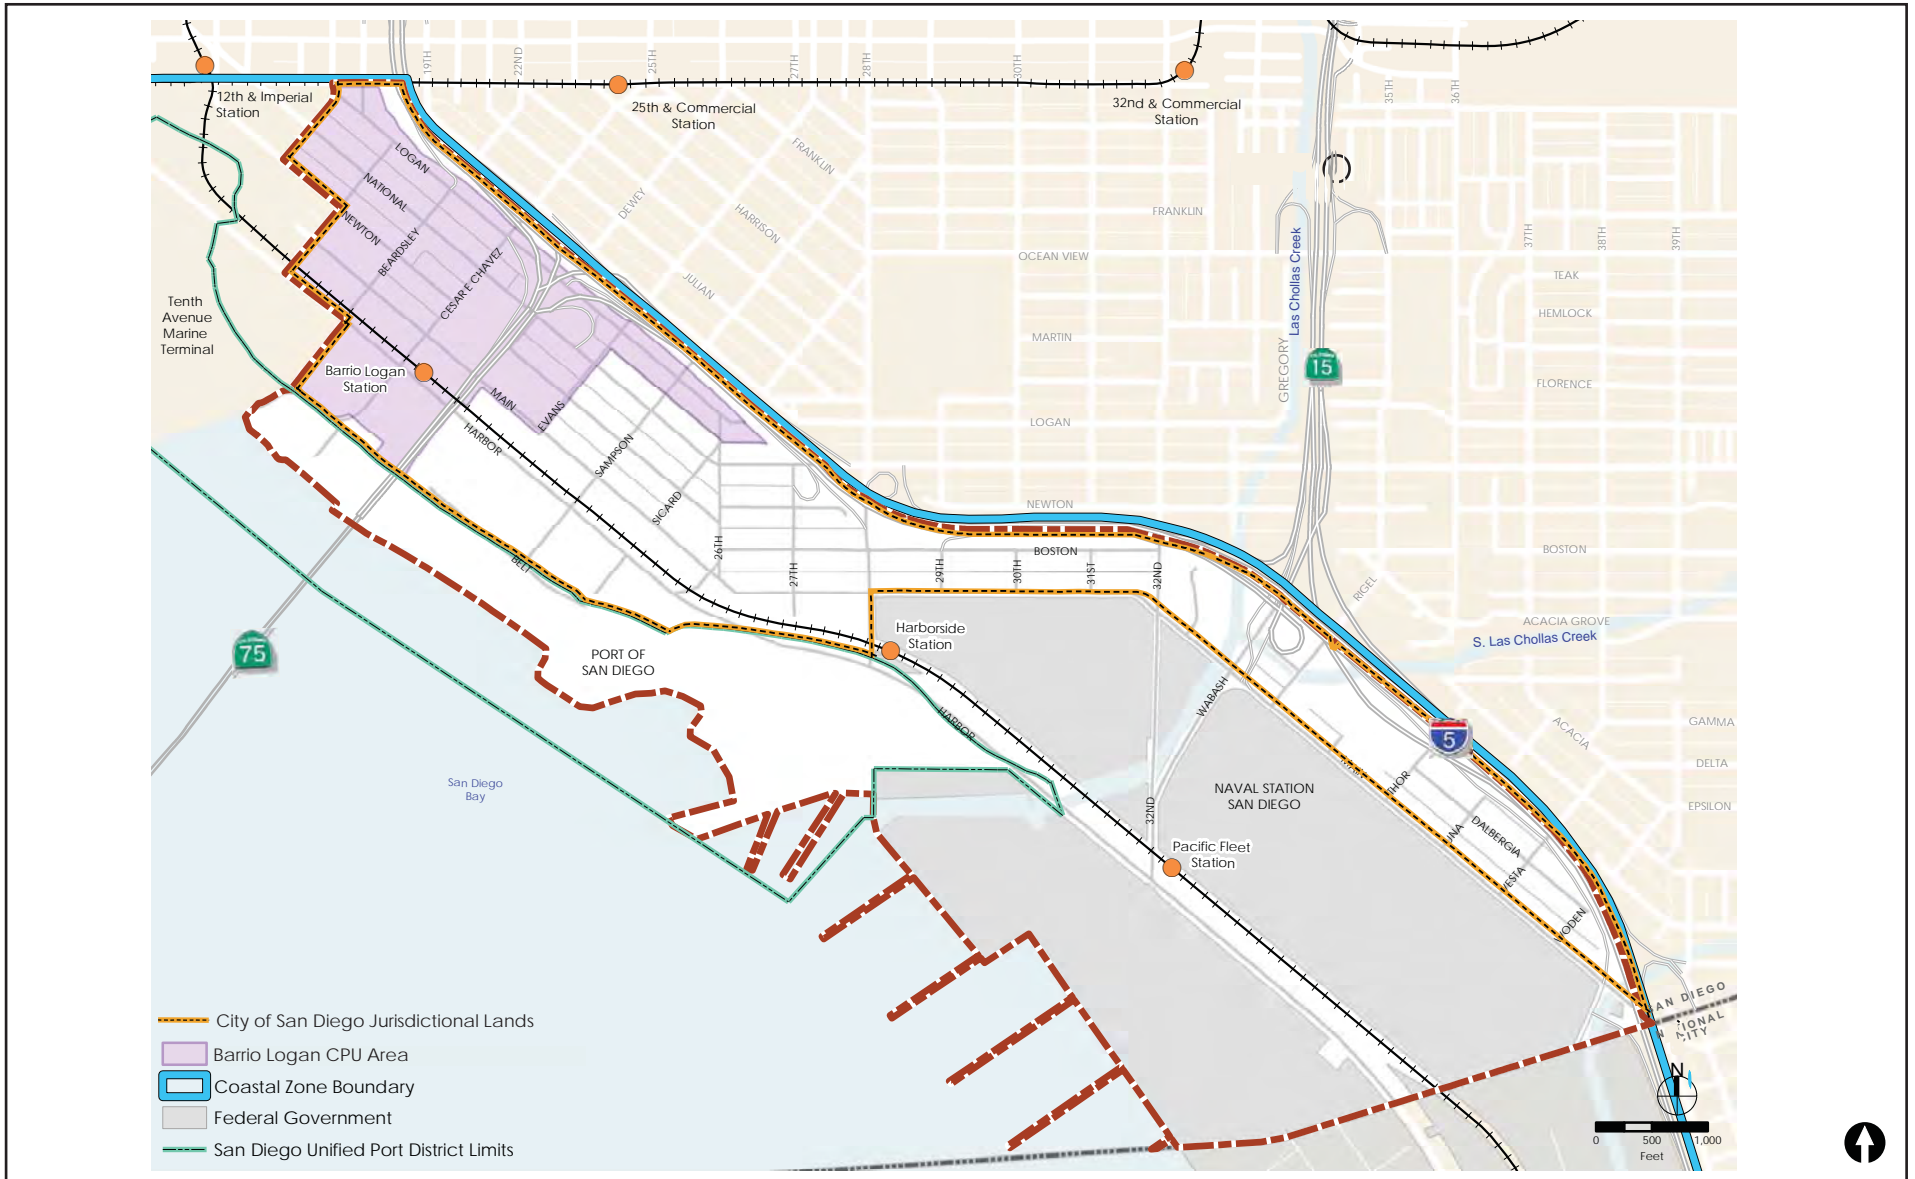 19TH
22ND
25TH
27TH
28TH
30TH
35TH
36TH
12th & Imperial
Station
25th & Commercial
Station
32nd & Commercial
Station
LOGAN
NATIONAL
NEWTON
BEARDSLEY
CESAR E CHAVEZ
FRANKLIN
DEWEY
HARRISON
JULIAN
FRANKLIN
OCEAN VIEW
MARTIN
LOGAN
NEWTON
GREGORY
Las Chollas Creek
37TH
38TH
39TH
TEAK
HEMLOCK
FLORENCE
15
Tenth
Avenue
Marine
Terminal
Barrio Logan
Station
MAIN
EVANS
HARBOR
SAMPSON
SICARD
26TH
27TH
BELT
29TH
30TH
31ST
32ND
BOSTON
BOSTON
RIGEL
ACACIA GROVE
S. Las Chollas Creek
75
PORT OF
SAN DIEGO
Harborside
Station
HARBOR
WABASH
5
ACACIA
GAMMA
DELTA
EPSILON
San Diego
Bay
NAVAL STATION
SAN DIEGO
32ND
THOR
DALBERGIA
VESTA
WODEN
Pacific Fleet
Station
SAN DIEGO
City of San Diego Jurisdictional Lands
Barrio Logan CPU Area
Coastal Zone Boundary
Federal Government
San Diego Unified Port District Limits
N
0 500 1,000
Feet